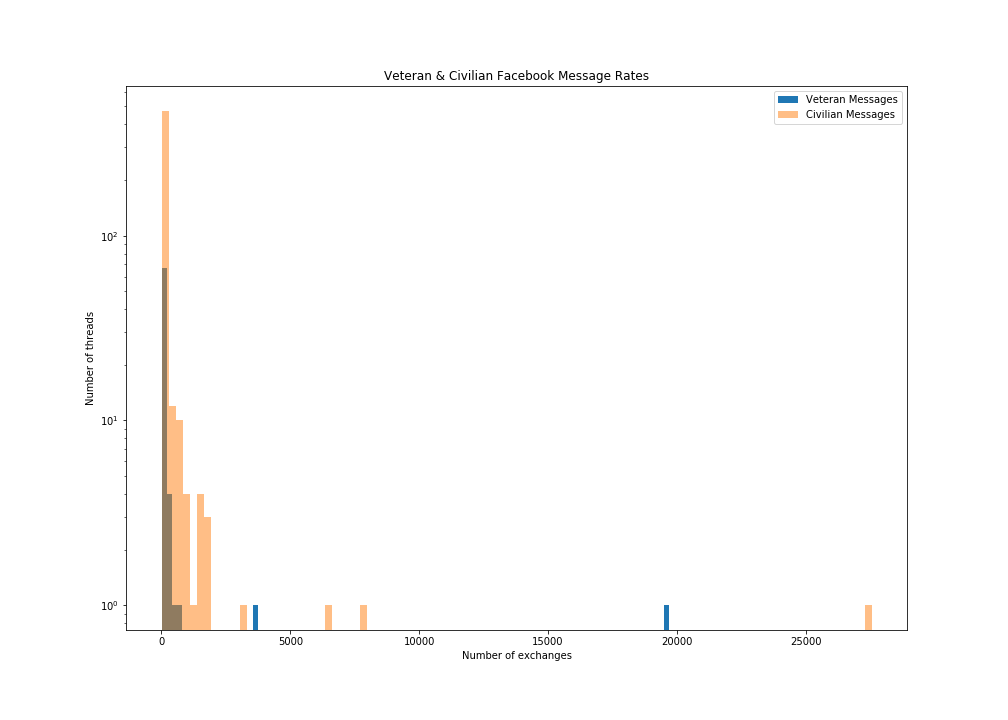 Veteran & Civilian Facebook Message Rates
Veteran Messages
Civilian Messages
Number of threads
10²
10¹
10⁰
0
5000
10000
15000
20000
25000
Number of exchanges